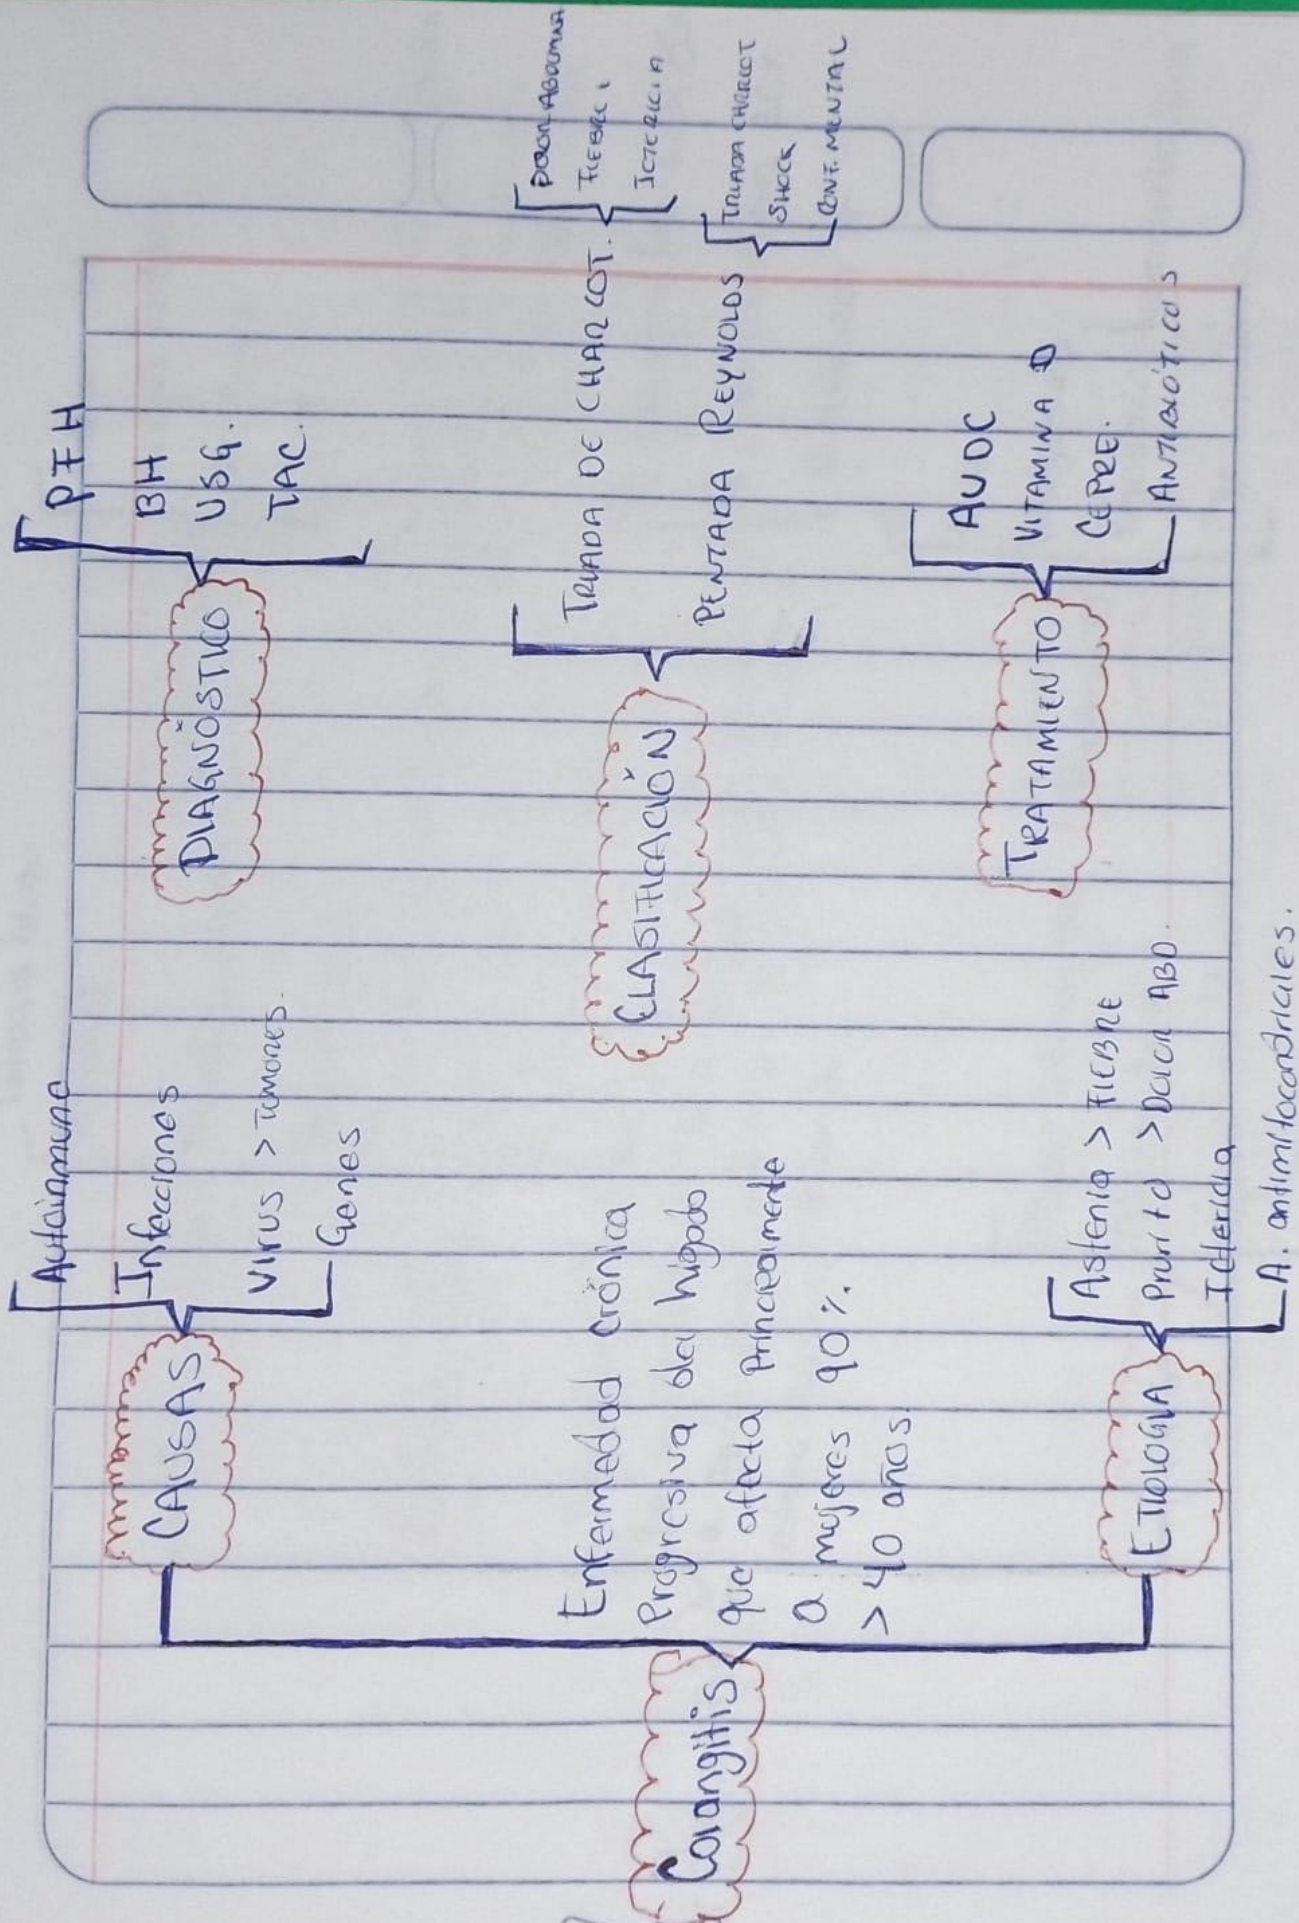 Colangitis
CAUSAS
Autoinmune
Infecciones
Virus > Tumores.
Genes
Enfermedad crónica
Progresiva del hígado
que afecta Principalmente
a mujeres 90%.
> 40 años.
ETIOLOGIA
Astenia > FIEBRE
Prurito > DOLOR ABD.
Ictericia
A. antimitocondriales.
DIAGNÓSTICO
PFH
BH
USG.
TAC.
CLASIFICACIÓN
TRIADA DE CHARCOT.
DOLOR ABDOMINA
FIEBRE
ICTERICIA
PENTADA REYNOLDS
TRIADA CHARCOT
SHOCK
CONF. MENTAL
TRATAMIENTO
AUDC
VITAMINA D
CEPRE.
ANTIBIÓTICOS